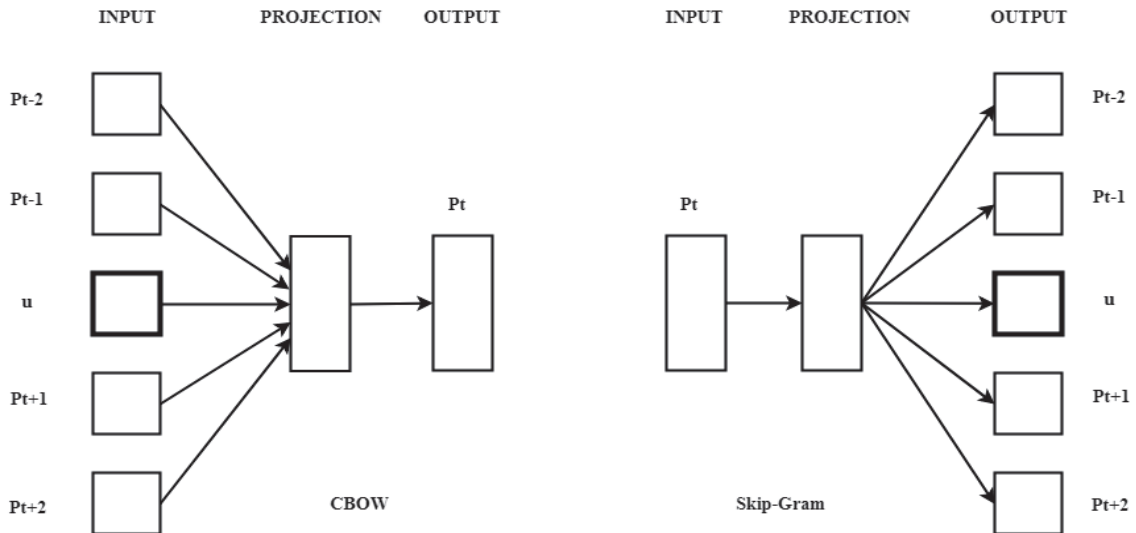 INPUT PROJECTION OUTPUT
Pt-2
Pt-1
Pt
u
Pt+1
Pt+2
CBOW
INPUT PROJECTION OUTPUT
Pt-2
Pt-1
Pt
u
Pt+1
Pt+2
Skip-Gram